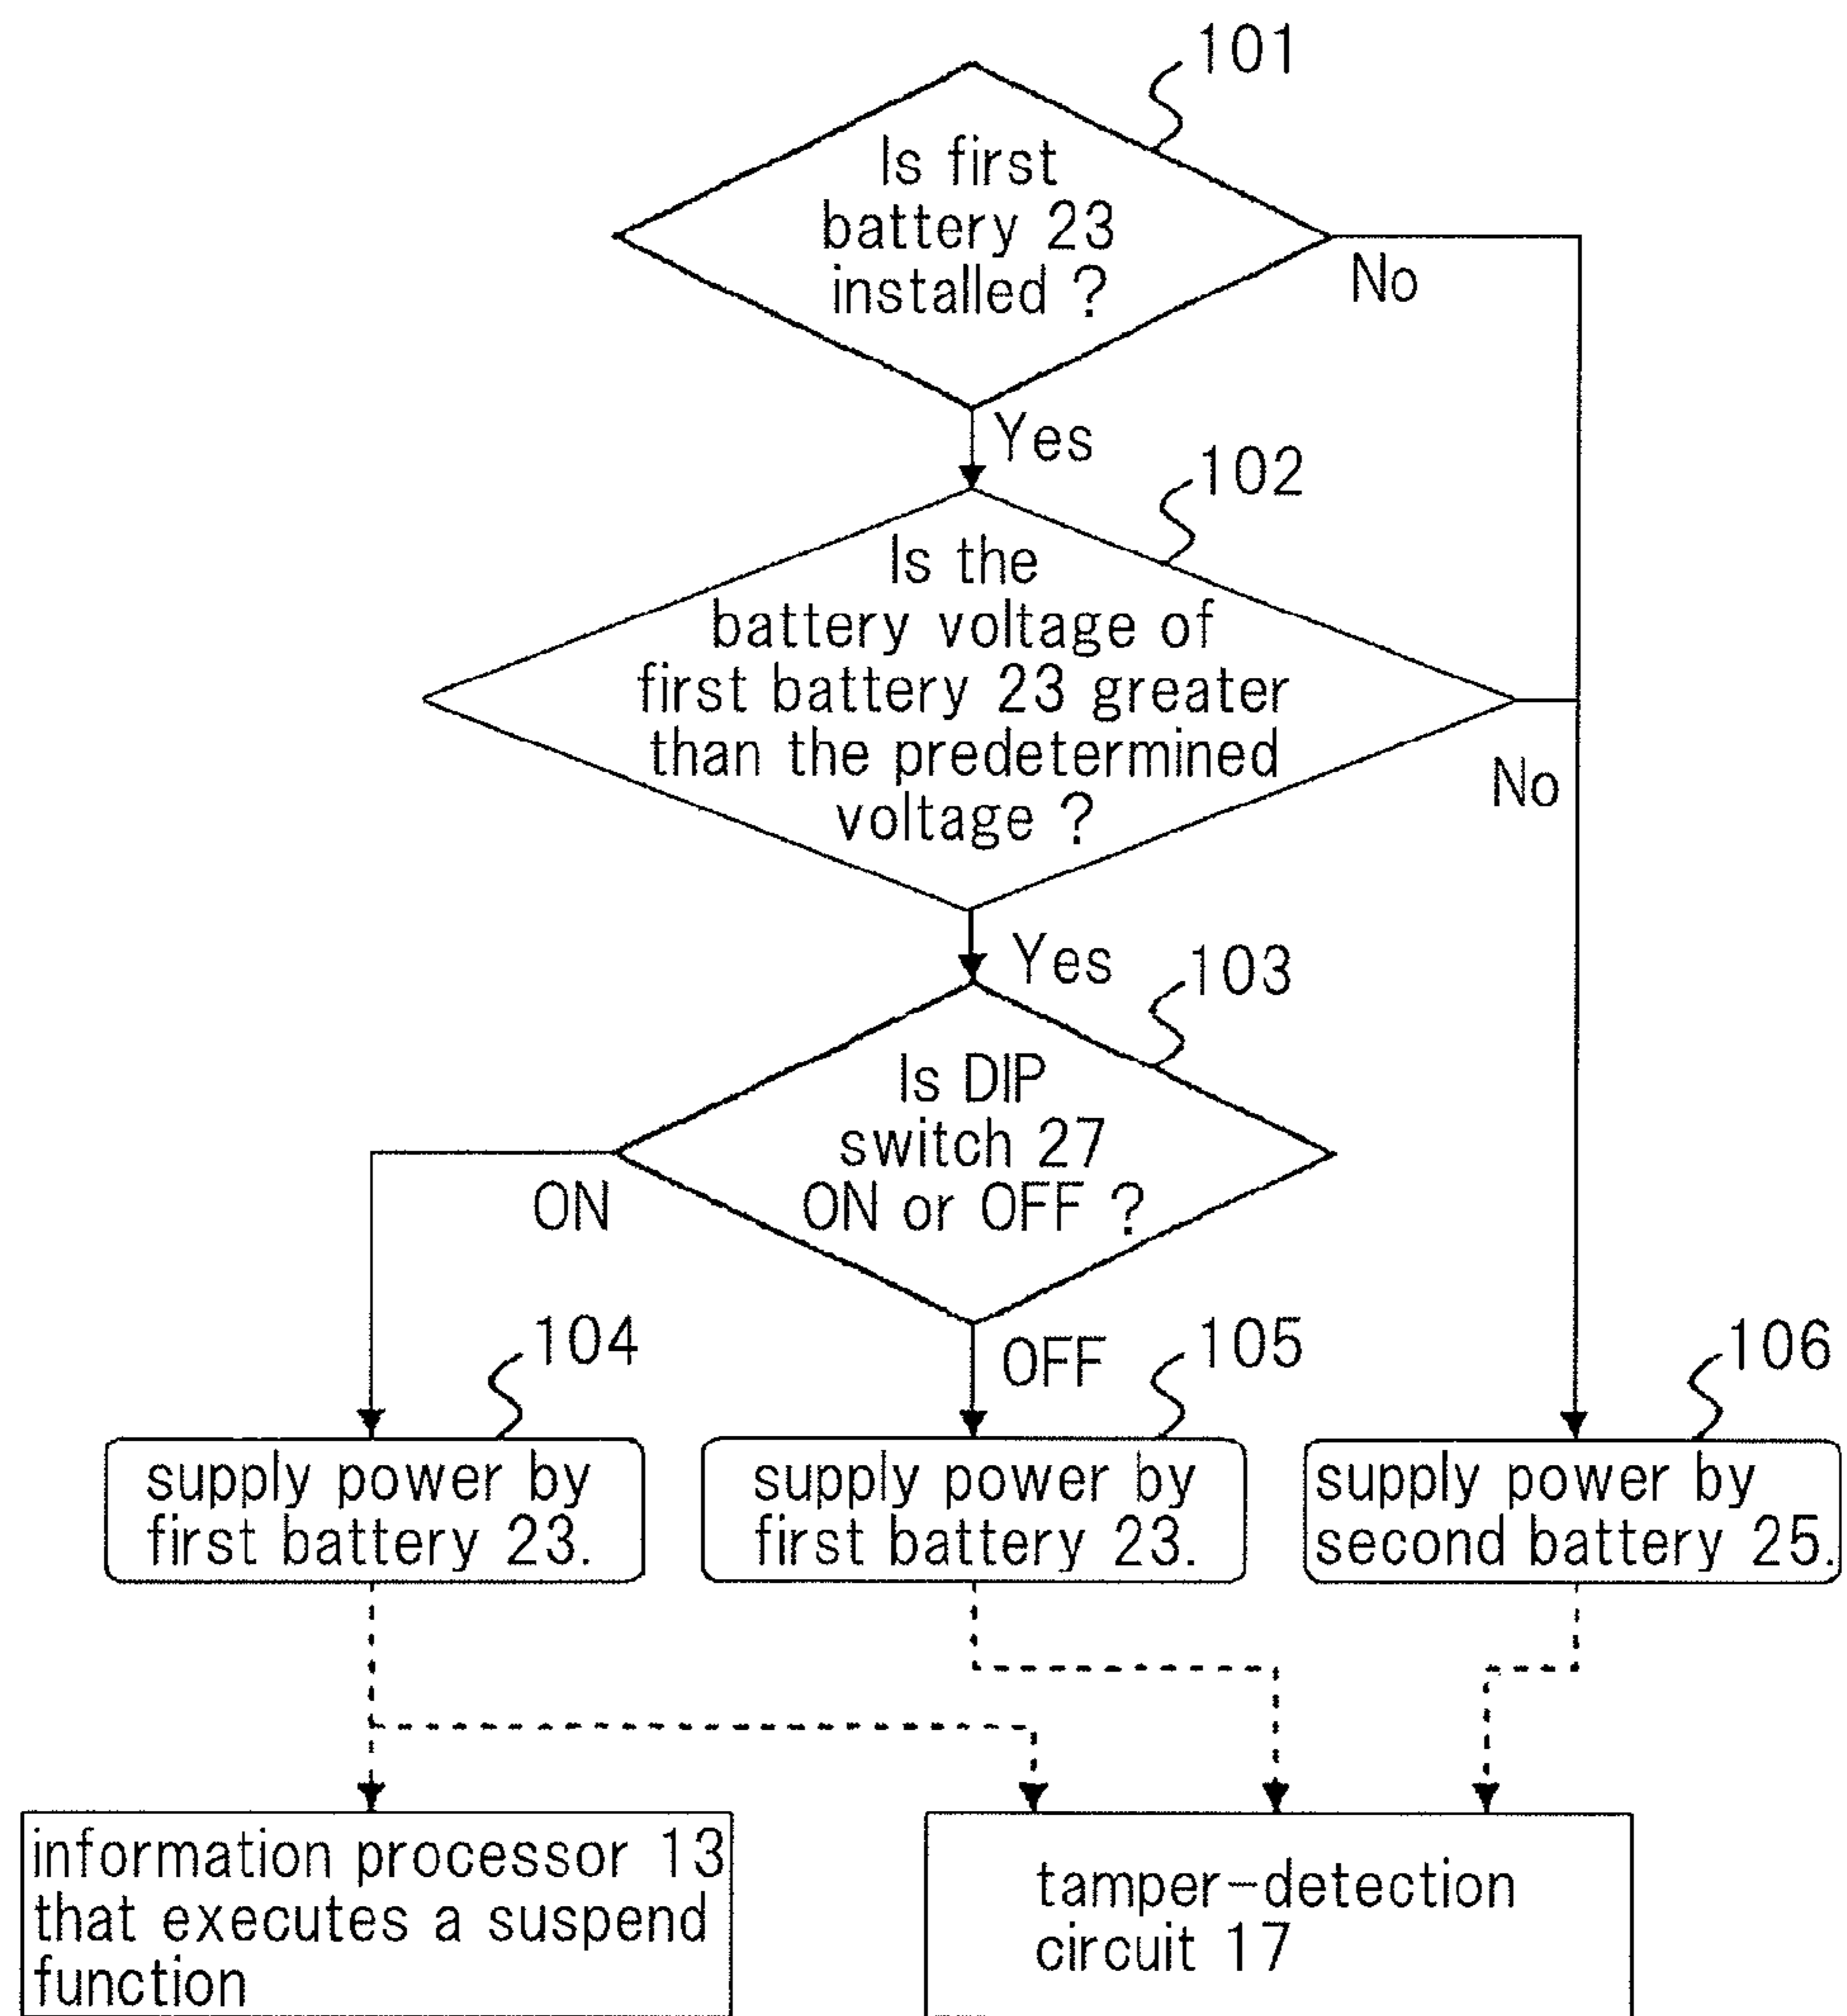 101
Is first
battery 23
installed ?
No
Yes
102
Is the
battery voltage of
first battery 23 greater
than the predetermined
voltage ?
No
Yes
103
Is DIP
switch 27
ON or OFF ?
ON
OFF
104
supply power by
first battery 23.
105
supply power by
first battery 23.
106
supply power by
second battery 25.
information processor 13
that executes a suspend
function
tamper-detection
circuit 17